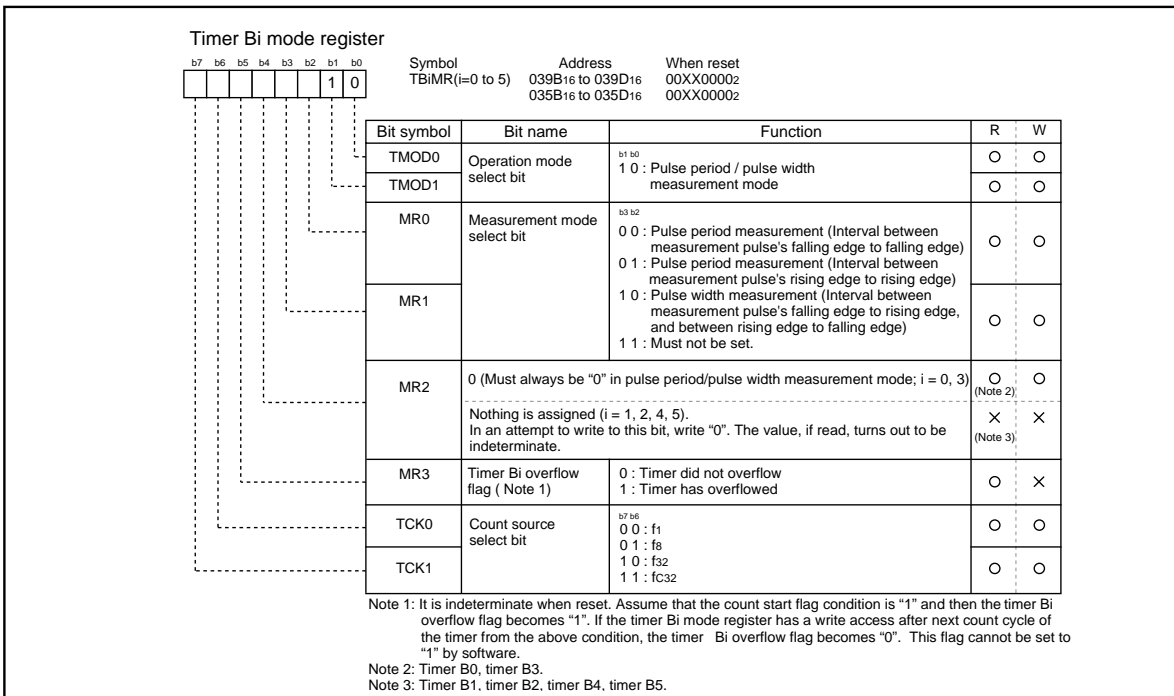 Timer Bi mode register
b7 b6 b5 b4 b3 b2 b1 b0
1 0
Symbol Address When reset
TBiMR(i=0 to 5) 039B16 to 039D16 00XX00002
035B16 to 035D16 00XX00002
Bit symbol Bit name Function R W
TMOD0
TMOD1
Operation mode
select bit
b1 b0
1 0 : Pulse period / pulse width
measurement mode
MR0
MR1
Measurement mode
select bit
b3 b2
0 0 : Pulse period measurement (Interval between
measurement pulse's falling edge to falling edge)
0 1 : Pulse period measurement (Interval between
measurement pulse's rising edge to rising edge)
1 0 : Pulse width measurement (Interval between
measurement pulse's falling edge to rising edge,
and between rising edge to falling edge)
1 1 : Must not be set.
MR2
0 (Must always be “0” in pulse period/pulse width measurement mode; i = 0, 3)
(Note 2)
Nothing is assigned (i = 1, 2, 4, 5).
In an attempt to write to this bit, write “0”. The value, if read, turns out to be
indeterminate.
(Note 3)
MR3
Timer Bi overflow
flag ( Note 1)
0 : Timer did not overflow
1 : Timer has overflowed
TCK0
TCK1
Count source
select bit
b7 b6
0 0 : f1
0 1 : f8
1 0 : f32
1 1 : fC32
Note 1: It is indeterminate when reset. Assume that the count start flag condition is “1” and then the timer Bi
overflow flag becomes “1”. If the timer Bi mode register has a write access after next count cycle of
the timer from the above condition, the timer Bi overflow flag becomes “0”. This flag cannot be set to
“1” by software.
Note 2: Timer B0, timer B3.
Note 3: Timer B1, timer B2, timer B4, timer B5.